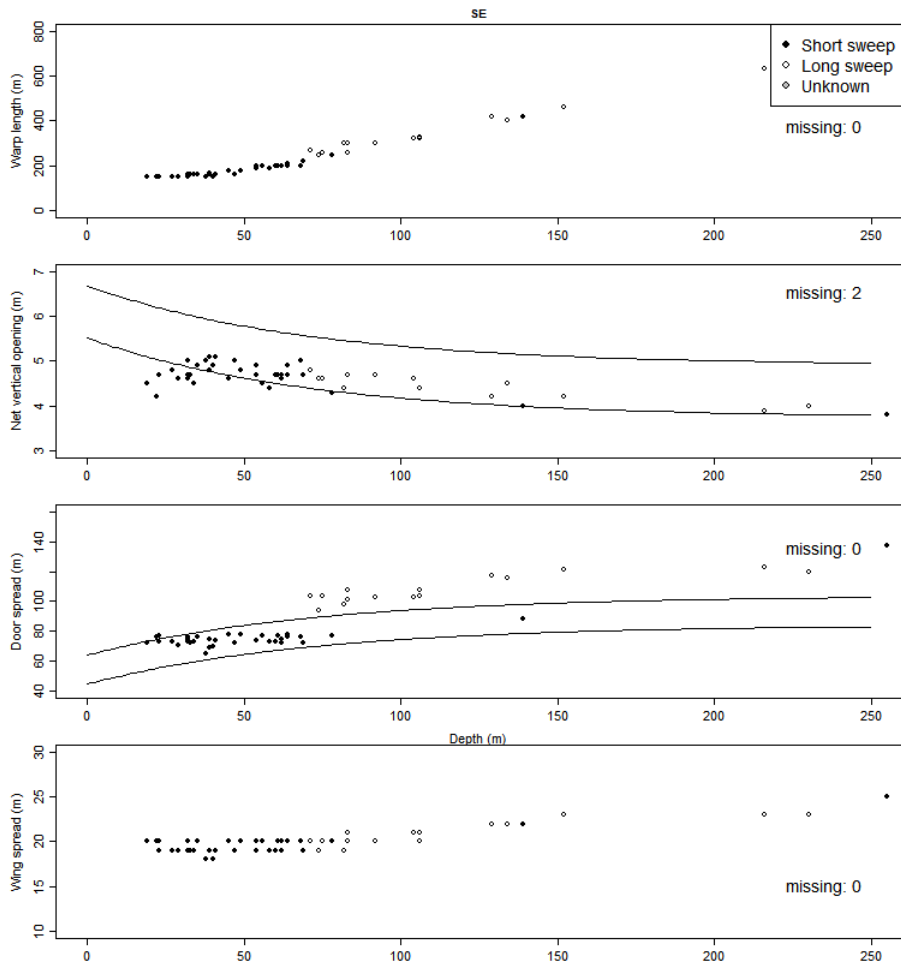 SE
Warp length (m)
800
600
400
200
0
Short sweep
Long sweep
Unknown
missing: 0
0 50 100 150 200 250
Net vertical opening (m)
7
6
5
4
3
missing: 2
0 50 100 150 200 250
Door spread (m)
140
100
80
60
40
missing: 0
0 50 100 150 200 250
Depth (m)
Wing spread (m)
30
25
20
15
10
missing: 0
0 50 100 150 200 250